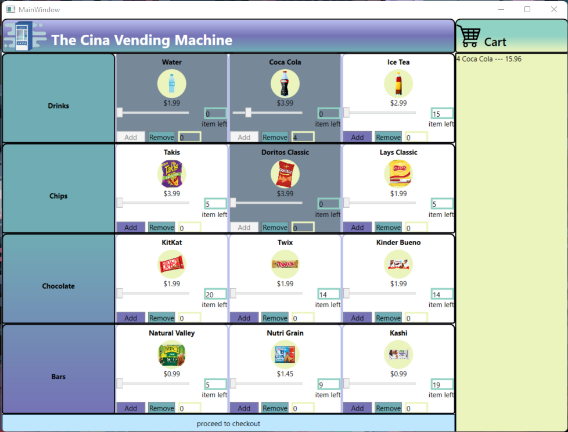 MainWindow
The Cina Vending Machine
Cart
4 Coca Cola --- 15.96
Drinks
Water
$1.99
0
item left
Add Remove 0
Coca Cola
$3.99
0
item left
Add Remove 4
Ice Tea
$2.99
15
item left
Add Remove 0
Chips
Takis
$3.99
5
item left
Add Remove 0
Doritos Classic
$3.99
0
item left
Add Remove 0
Lays Classic
$1.99
5
item left
Add Remove 0
Chocolate
KitKat
$1.99
20
item left
Add Remove 0
Twix
$1.99
14
item left
Add Remove 0
Kinder Bueno
$1.99
14
item left
Add Remove 0
Bars
Natural Valley
$0.99
5
item left
Add Remove 0
Nutri Grain
$1.45
9
item left
Add Remove 0
Kashi
$0.99
19
item left
Add Remove 0
proceed to checkout